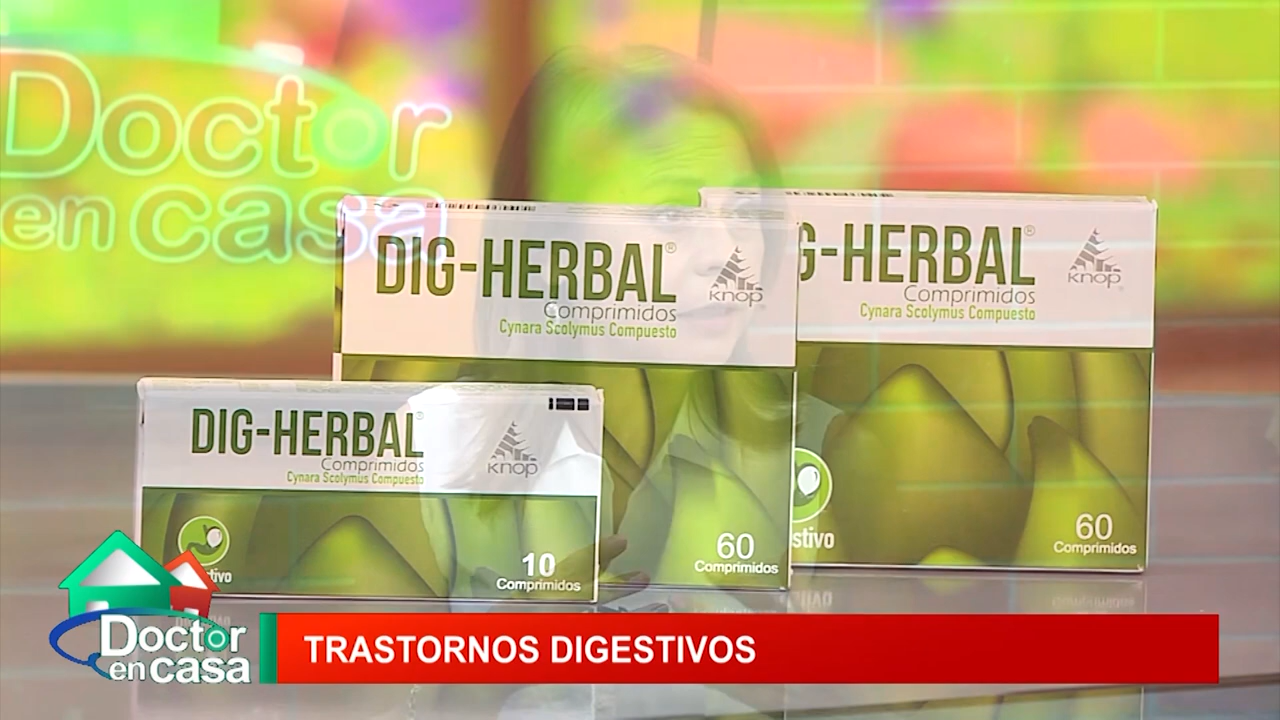 Doctor
en casa
DIG-HERBAL®
Comprimidos
Cynara Scolymus Compuesto
knop
60
Comprimidos
G-HERBAL®
Comprimidos
Cynara Scolymus Compuesto
knop
stivo
60
Comprimidos
DIG-HERBAL®
Comprimidos
Cynara Scolymus Compuesto
knop
stivo
10
Comprimidos
Doctor
en casa
TRASTORNOS DIGESTIVOS